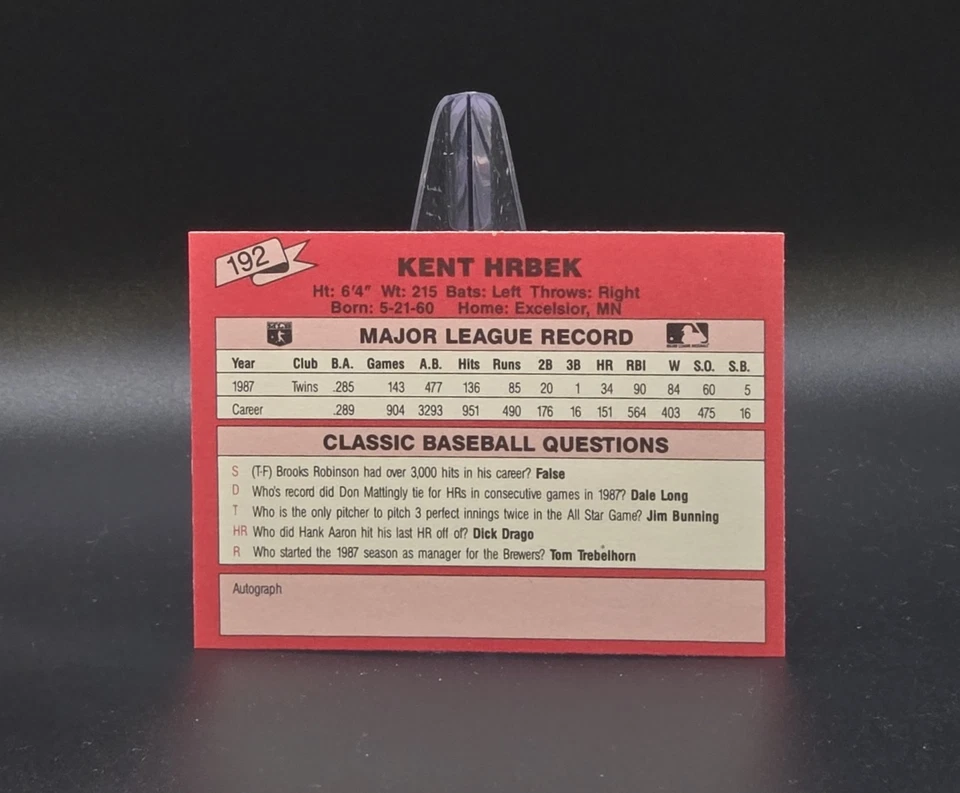 192
KENT HRBEK
Ht: 6'4" Wt: 215 Bats: Left Throws: Right
Born: 5-21-60 Home: Excelsior, MN
MAJOR LEAGUE RECORD
Year Club B.A. Games A.B. Hits Runs 2B 3B HR RBI W S.O. S.B.
1987 Twins .285 143 477 136 85 20 1 34 90 84 60 5
Career .289 904 3293 951 490 176 16 151 564 403 475 16
CLASSIC BASEBALL QUESTIONS
S (T-F) Brooks Robinson had over 3,000 hits in his career? False
D Who's record did Don Mattingly tie for HRs in consecutive games in 1987? Dale Long
T Who is the only pitcher to pitch 3 perfect innings twice in the All Star Game? Jim Bunning
HR Who did Hank Aaron hit his last HR off of? Dick Drago
R Who started the 1987 season as manager for the Brewers? Tom Trebelhorn
Autograph